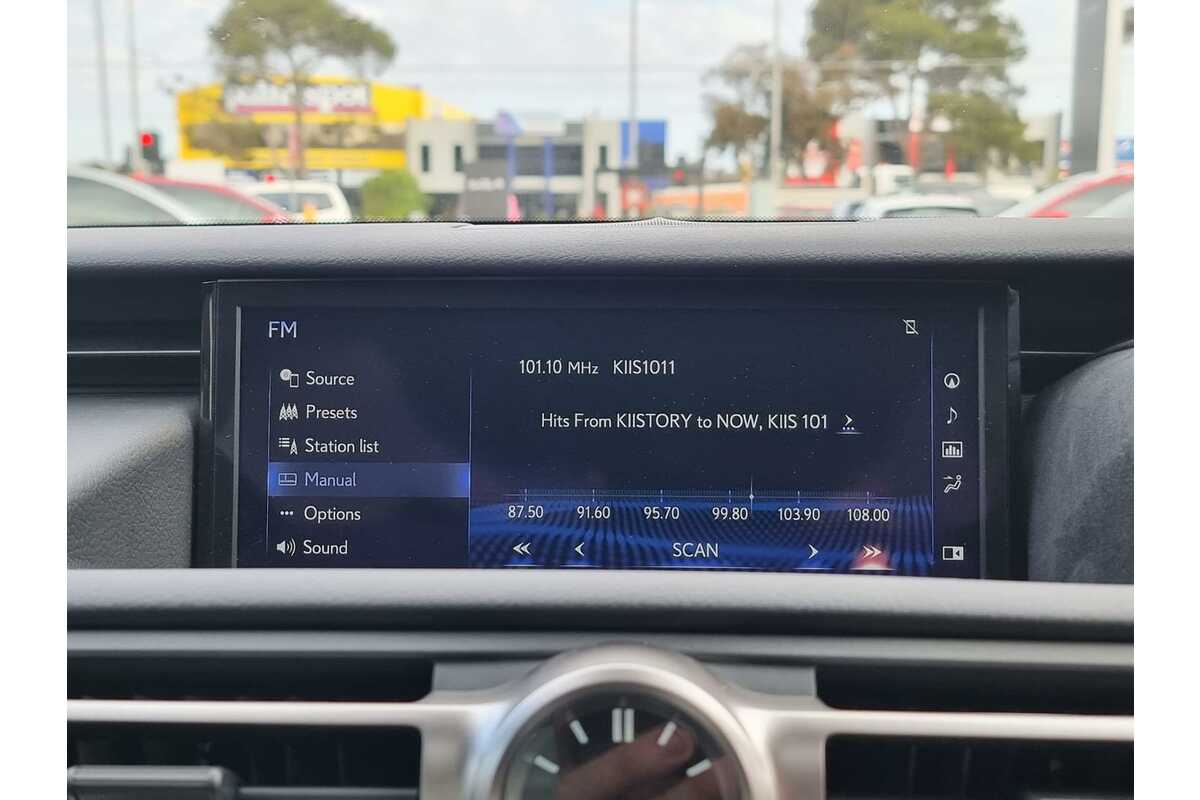 autodepot
FM
101.10 MHz KIIS1011
Source
Presets
Station list
Manual
Options
Sound
Hits From KIISTORY to NOW, KIIS 101
87.50 91.60 95.70 99.80 103.90 108.00
SCAN